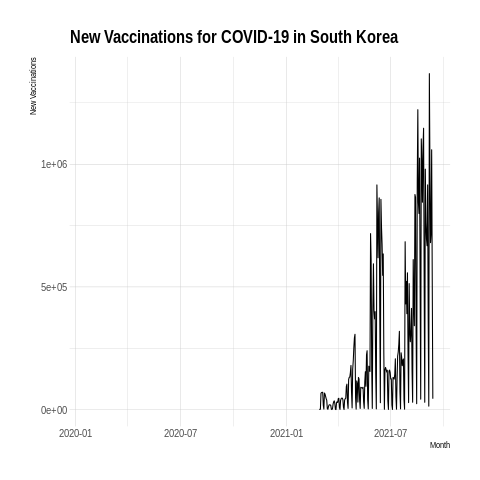 New Vaccinations for COVID-19 in South Korea
New Vaccinations
1e+06
5e+05
0e+00
2020-01 2020-07 2021-01 2021-07
Month